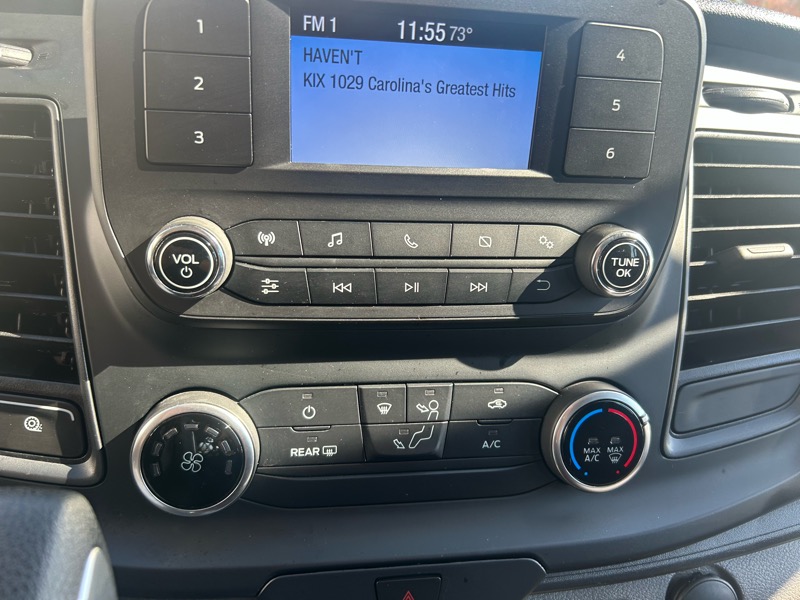 FM 1 11:55 73°
HAVEN'T
KIX 1029 Carolina's Greatest Hits
1
2
3
4
5
6
VOL
TUNE
OK
REAR
A/C
MAX
A/C
MAX